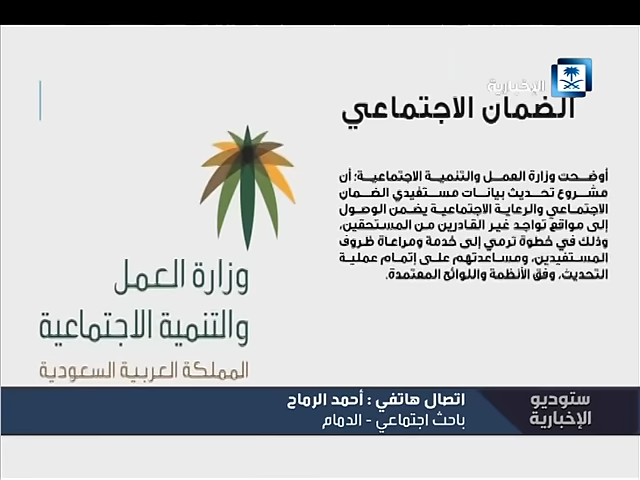 الإخبارية
الضمان الاجتماعي
أوضحت وزارة العمل والتنمية الاجتماعية؛ أن
مشروع تحديث بيانات مستفيدي الضمان
الاجتماعي والرعاية الاجتماعية يضمن الوصول
إلى مواقع تواجد غير القادرين من المستحقين،
وذلك في خطوة ترمي إلى خدمة ومراعاة ظروف
المستفيدين، ومساعدتهم على إتمام عملية
التحديث، وفق الأنظمة واللوائح المعتمدة.
وزارة العمل
والتنمية الاجتماعية
المملكة العربية السعودية
ستوديو
الإخبارية
إتصال هاتفي : أحمد الرماح
باحث اجتماعي - الدمام